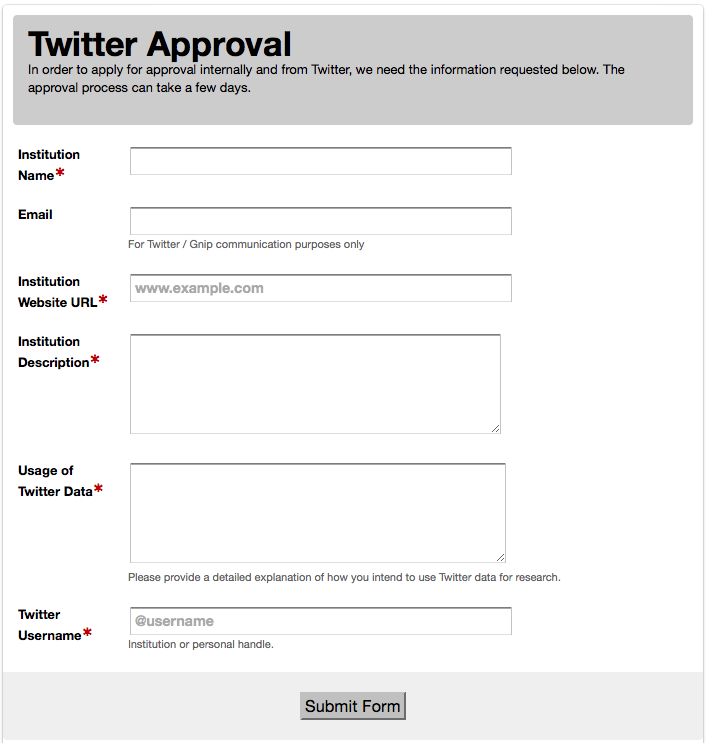 Twitter Approval
In order to apply for approval internally and from Twitter, we need the information requested below. The
approval process can take a few days.
Institution
Name*
Email
For Twitter / Gnip communication purposes only
Institution
Website URL*
www.example.com
Institution
Description*
Usage of
Twitter Data*
Please provide a detailed explanation of how you intend to use Twitter data for research.
Twitter
Username*
@username
Institution or personal handle.
Submit Form